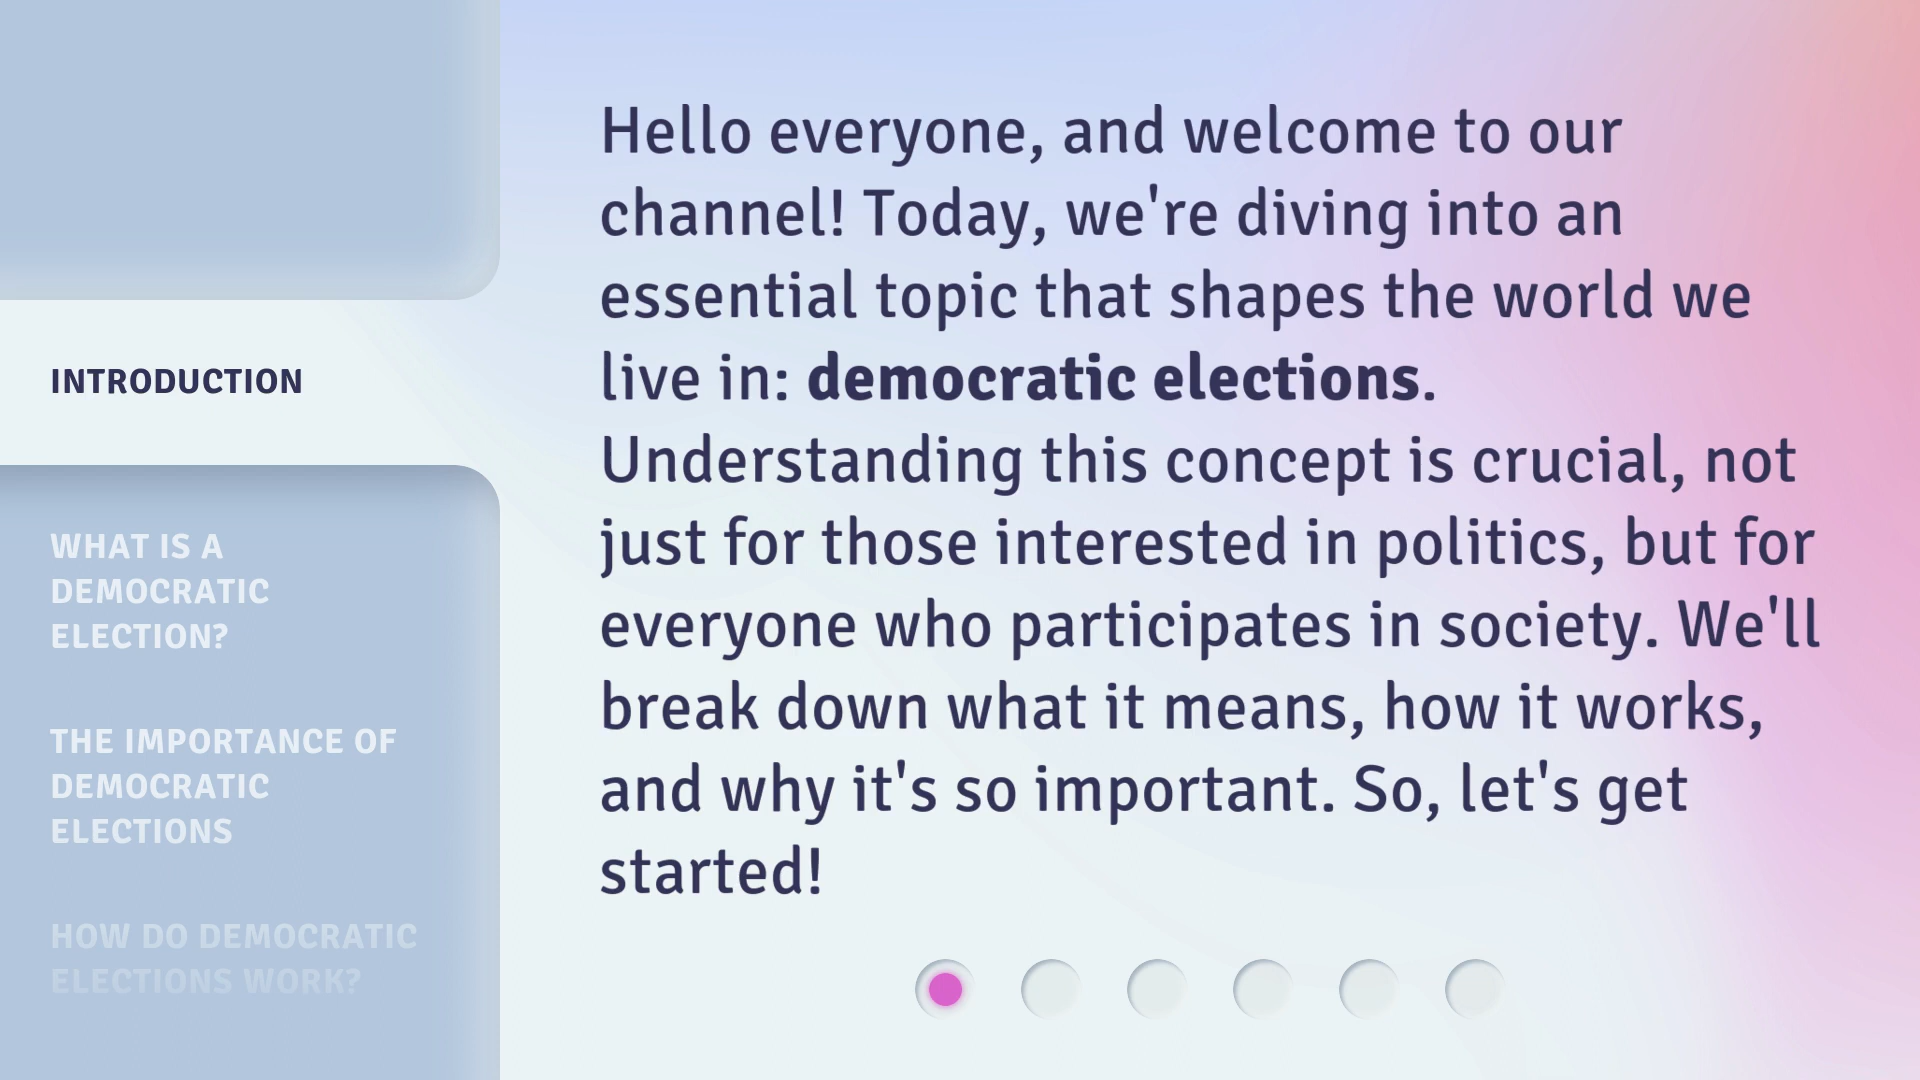 INTRODUCTION
WHAT IS A
DEMOCRATIC
ELECTION?
THE IMPORTANCE OF
DEMOCRATIC
ELECTIONS
HOW DO DEMOCRATIC
ELECTIONS WORK?
Hello everyone, and welcome to our
channel! Today, we're diving into an
essential topic that shapes the world we
live in: democratic elections.
Understanding this concept is crucial, not
just for those interested in politics, but for
everyone who participates in society. We'll
break down what it means, how it works,
and why it's so important. So, let's get
started!